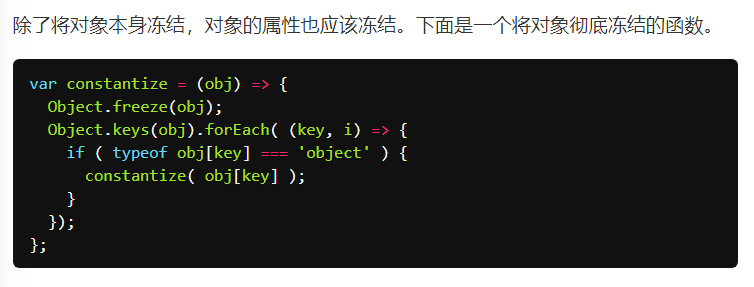 除了将对象本身冻结，对象的属性也应该冻结。下面是一个将对象彻底冻结的函数。
var constantize = (obj) => {
  Object.freeze(obj);
  Object.keys(obj).forEach( (key, i) => {
    if ( typeof obj[key] === 'object' ) {
      constantize( obj[key] );
    }
  });
};